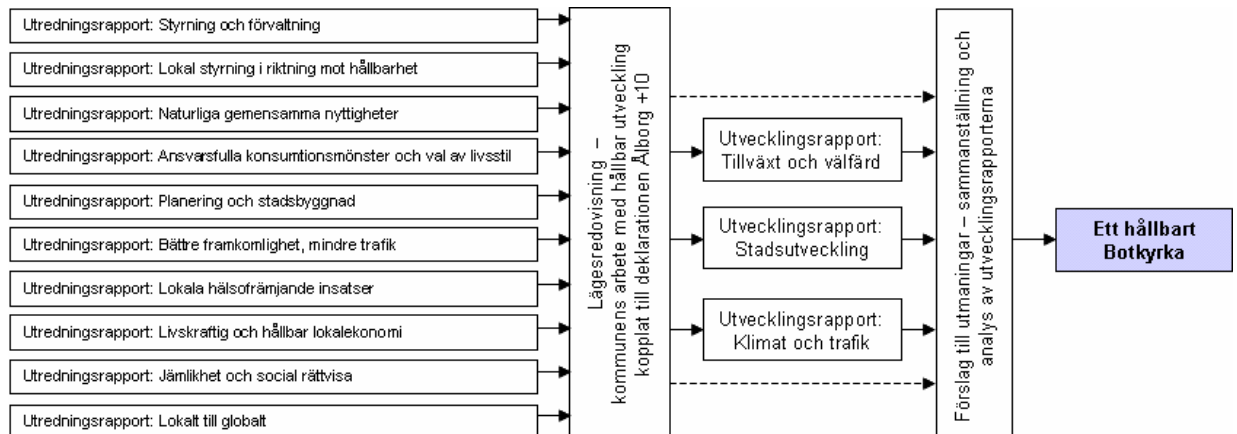 Utredningsrapport: Styrning och förvaltning
Utredningsrapport: Lokal styrning i riktning mot hållbarhet
Utredningsrapport: Naturliga gemensamma nyttigheter
Utredningsrapport: Ansvarsfulla konsumtionsmönster och val av livsstil
Utredningsrapport: Planering och stadsbyggnad
Utredningsrapport: Bättre framkomlighet, mindre trafik
Utredningsrapport: Lokala hälsofrämjande insatser
Utredningsrapport: Livskraftig och hållbar lokalekonomi
Utredningsrapport: Jämlikhet och social rättvisa
Utredningsrapport: Lokalt till globalt
Lägesredovisning –
kommunens arbete med hållbar utveckling
kopplat till deklarationen Ålborg +10
Utvecklingsrapport:
Tillväxt och välfärd
Utvecklingsrapport:
Stadsutveckling
Utvecklingsrapport:
Klimat och trafik
Förslag till utmaningar – sammanställning och
analys av utvecklingsrapporterna
Ett hållbart
Botkyrka